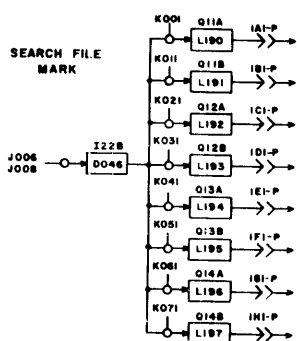 SEARCH FILE
MARK
K001
Q11A
L190
IAI-P
K011
Q11B
L191
IBI-P
K021
Q12A
L192
ICI-P
K031
Q12B
L193
IDI-P
J006
J008
I22B
D046
K041
Q13A
L194
IEI-P
K051
Q13B
L195
IFI-P
K061
Q14A
L196
IGI-P
K071
Q14B
L197
IHI-P